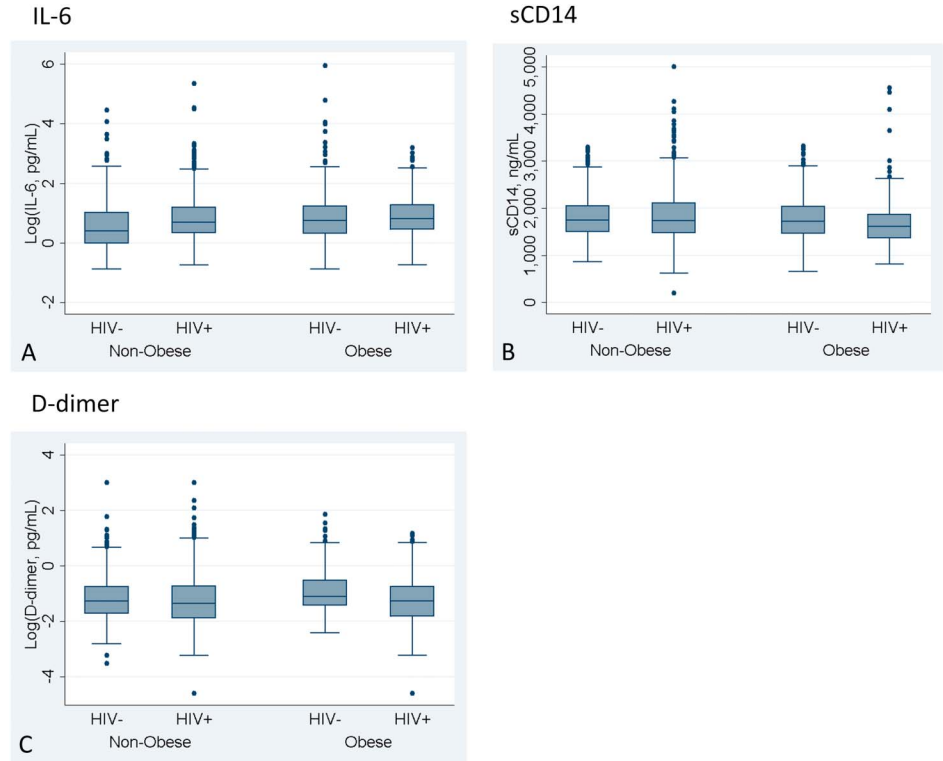 IL-6
Log(IL-6, pg/mL)
6
4
2
0
-2
HIV- HIV+ HIV- HIV+
Non-Obese Obese
A
sCD14
sCD14, ng/mL
5,000
4,000
3,000
2,000
1,000
0
HIV- HIV+ HIV- HIV+
Non-Obese Obese
B
D-dimer
Log(D-dimer, pg/mL)
4
2
0
-2
-4
HIV- HIV+ HIV- HIV+
Non-Obese Obese
C